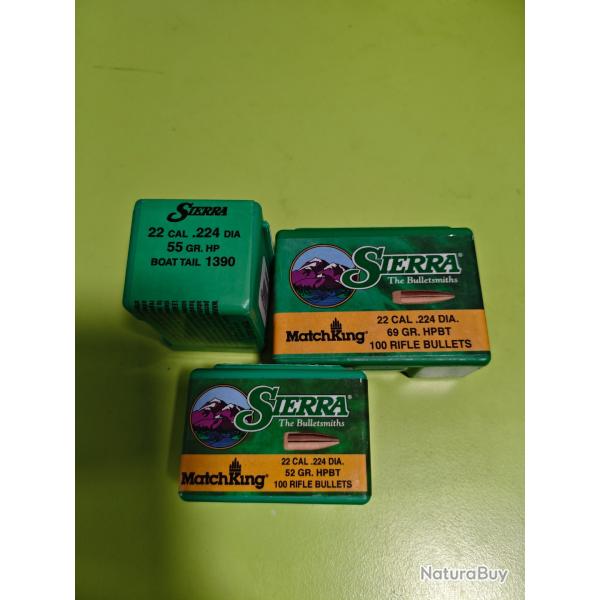 SIERRA
22 CAL .224 DIA
55 GR. HP
BOAT TAIL 1390
SIERRA®
The Bulletsmiths
MatchKing®
22 CAL .224 DIA.
69 GR. HPBT
100 RIFLE BULLETS
SIERRA®
The Bulletsmiths
MatchKing®
22 CAL .224 DIA.
52 GR. HPBT
100 RIFLE BULLETS
NaturaBuy